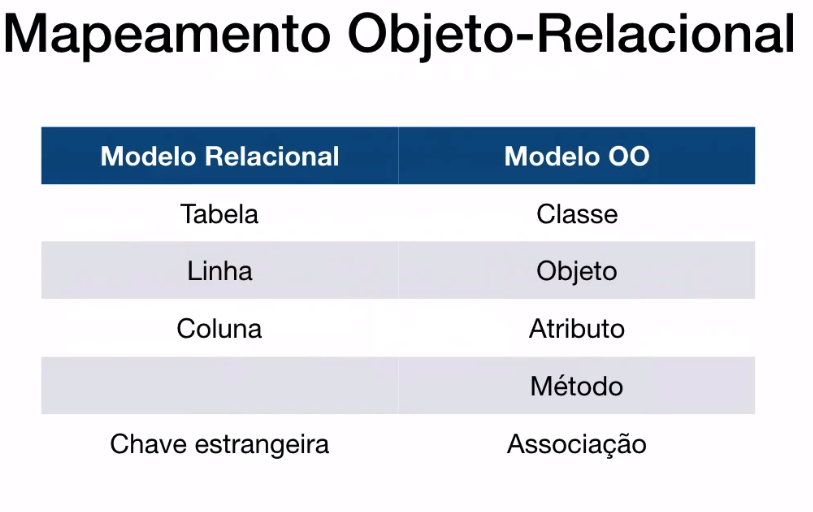 Mapeamento Objeto-Relacional
Modelo Relacional Modelo OO
Tabela Classe
Linha Objeto
Coluna Atributo
Método
Chave estrangeira Associação